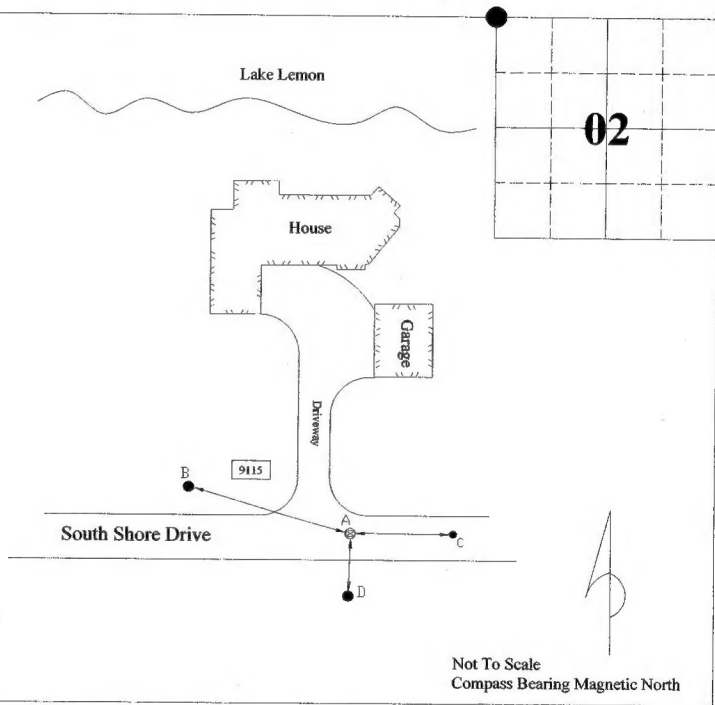 Lake Lemon
02
House
Garage
Driveway
9115
B
A
South Shore Drive
C
D
Not To Scale
Compass Bearing Magnetic North